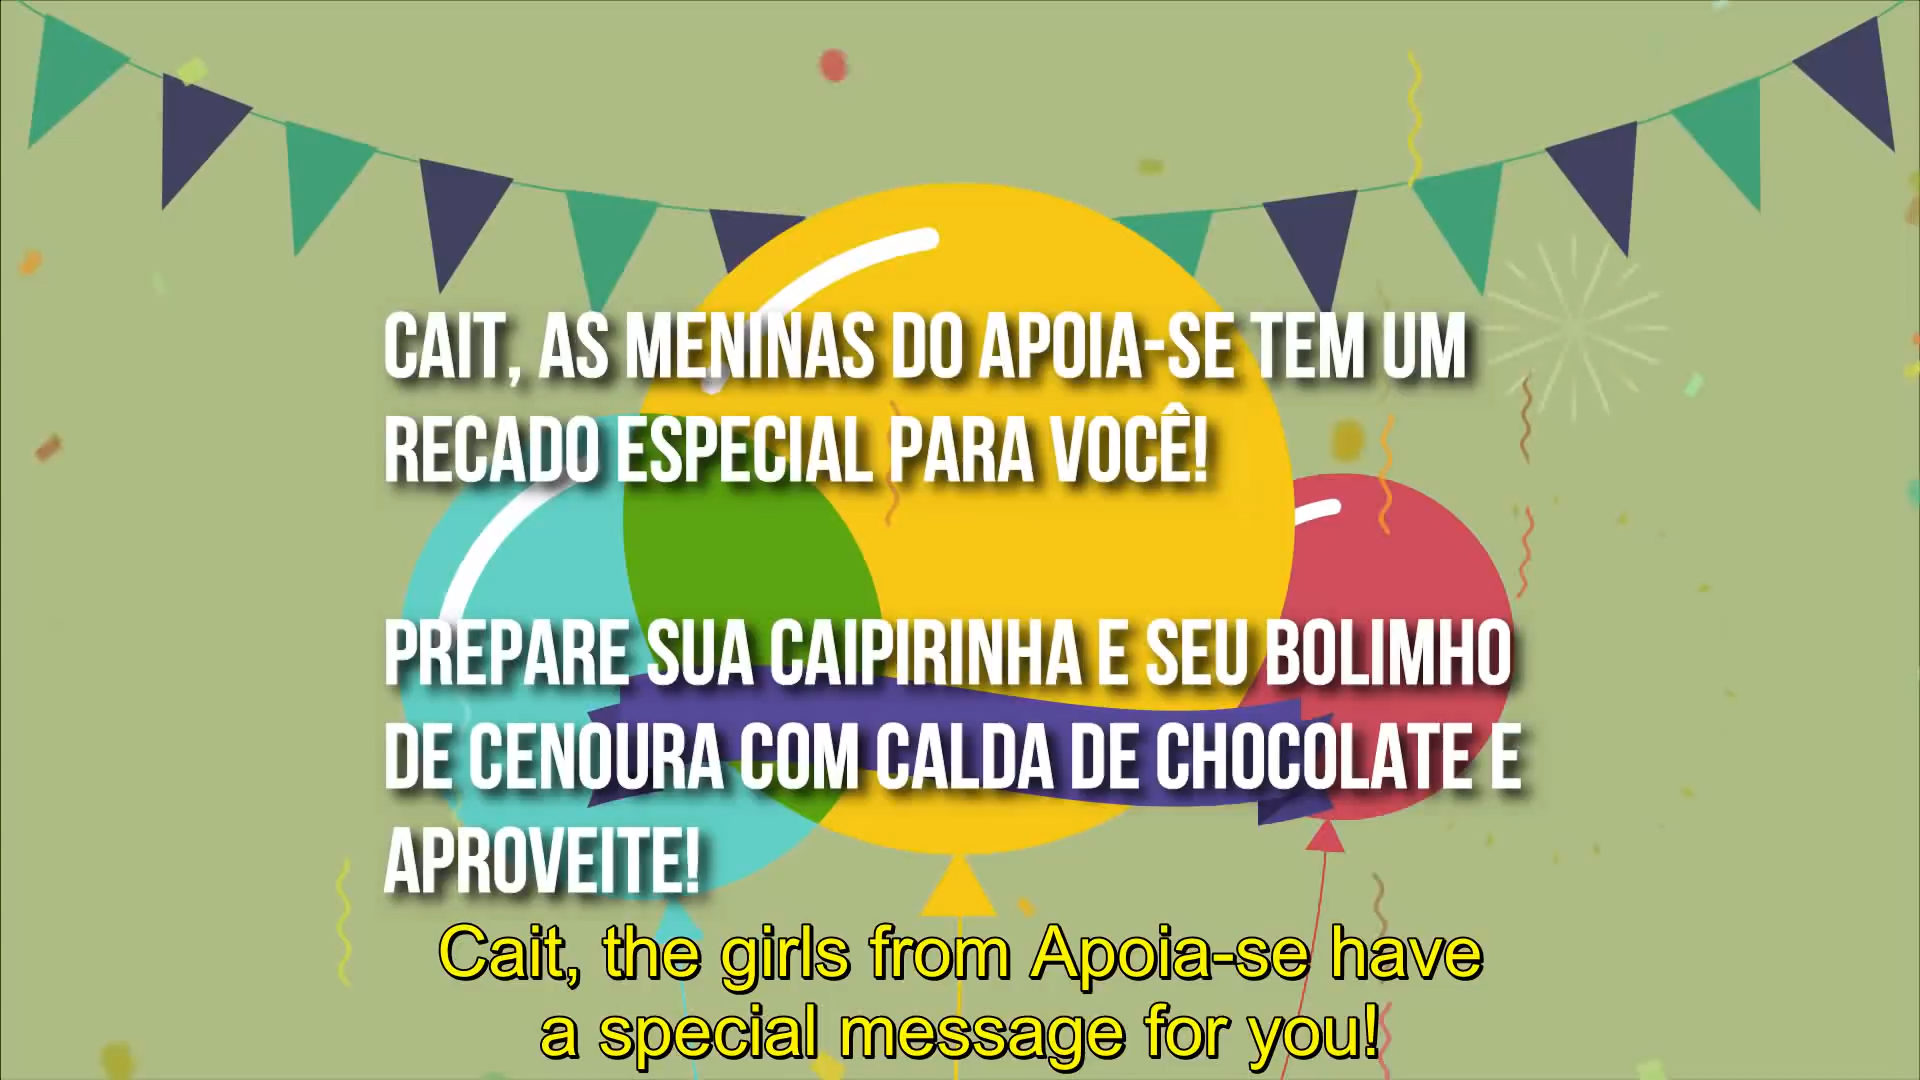 CAIT, AS MENINAS DO APOIA-SE TEM UM
RECADO ESPECIAL PARA VOCÊ!
PREPARE SUA CAIPIRINHA E SEU BOLIMHO
DE CENOURA COM CALDA DE CHOCOLATE E
APROVEITE!
Cait, the girls from Apoia-se have
a special message for you!